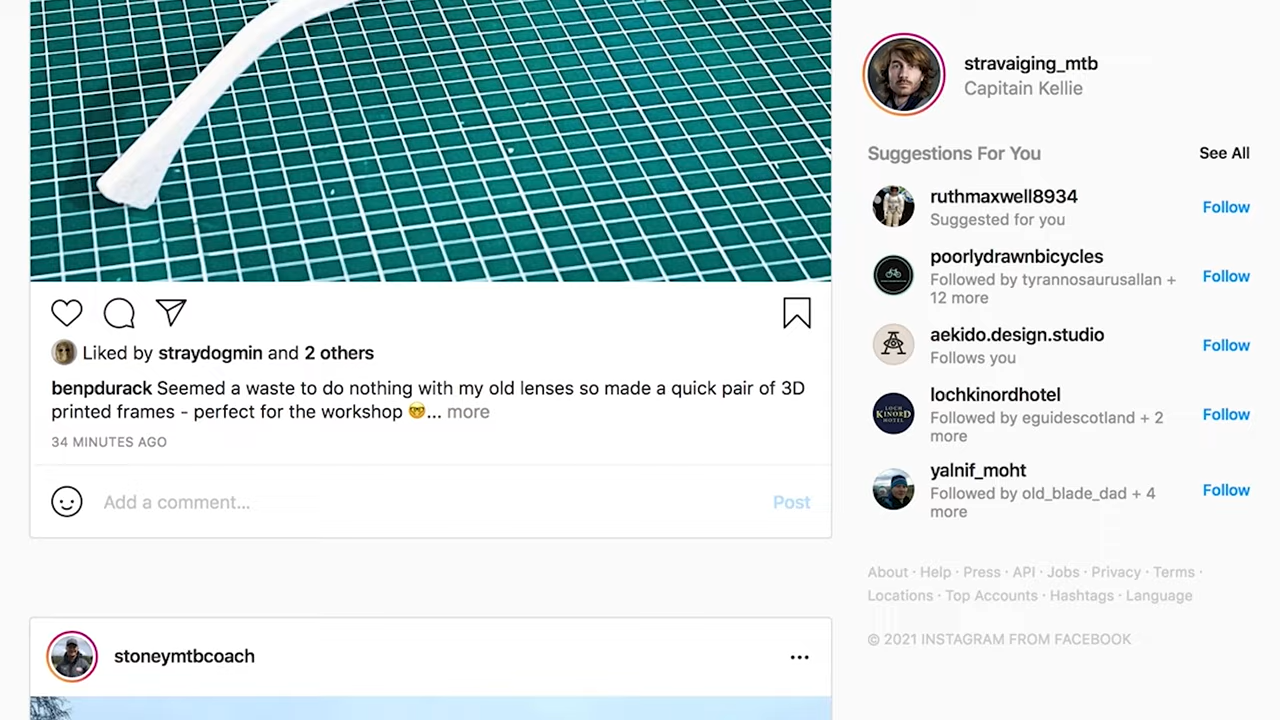 Liked by straydogmin and 2 others
benpdurack Seemed a waste to do nothing with my old lenses so made a quick pair of 3D
printed frames - perfect for the workshop 🤓... more
34 MINUTES AGO
Add a comment...
Post
stoneymtbcoach
stravaiging_mtb
Capitain Kellie
Suggestions For You
See All
ruthmaxwell8934
Suggested for you
Follow
poorlydrawnbicycles
Followed by tyrannosaurusallan +
12 more
Follow
aekido.design.studio
Follows you
Follow
LOCH
KINORD
HOTEL
lochkinordhotel
Followed by eguidescotland + 2
more
Follow
yalnif_moht
Followed by old_blade_dad + 4
more
Follow
About · Help · Press · API · Jobs · Privacy · Terms ·
Locations · Top Accounts · Hashtags · Language
© 2021 INSTAGRAM FROM FACEBOOK